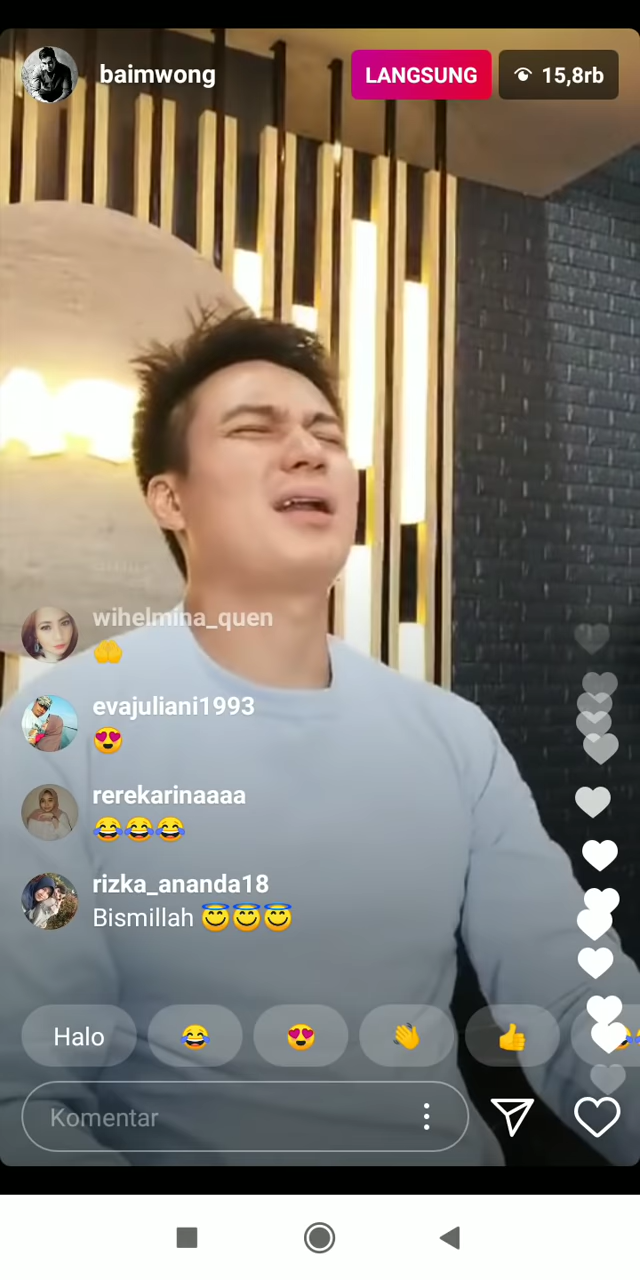 baimwong
LANGSUNG
15,8rb
wihelmina_quen
🤲
evajuliani1993
😍
rerekarinaaaa
😂😂😂
rizka_ananda18
Bismillah 😇😇😇
Halo 😂 😍 👏 👍
Komentar